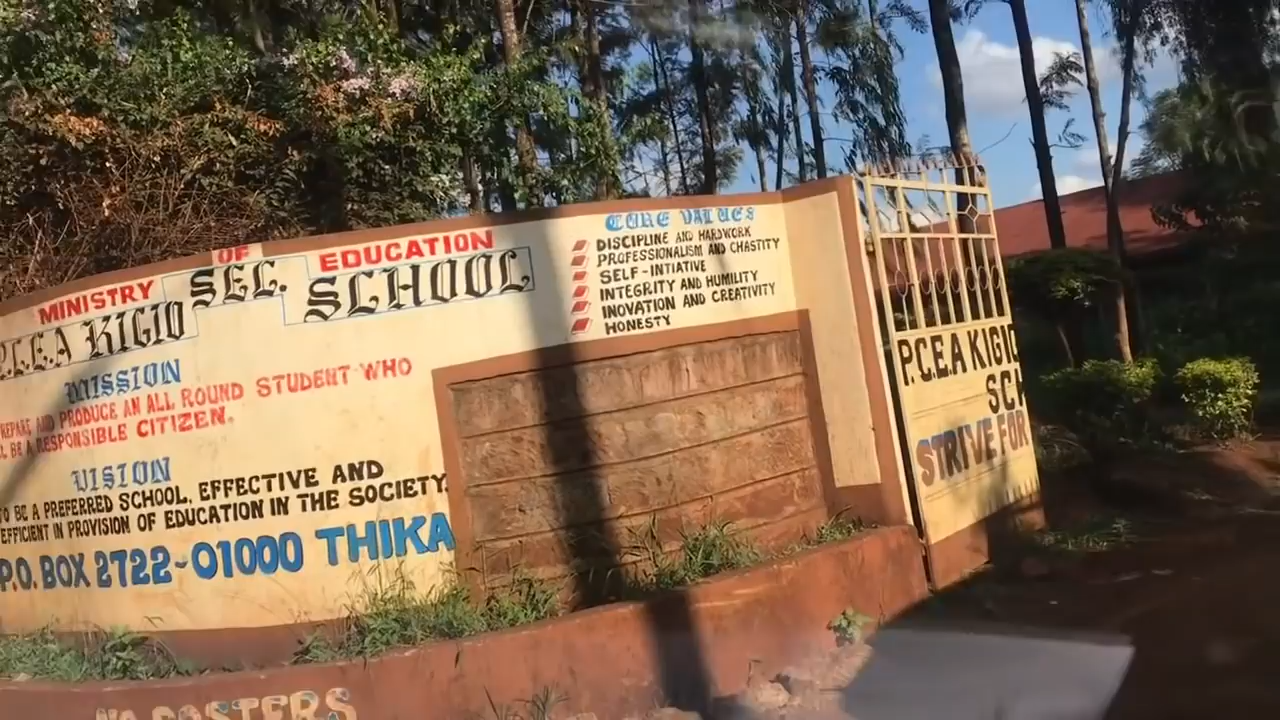 MINISTRY OF EDUCATION
P.C.E.A KIGIO SEC. SCHOOL
MISSION
PREPARE AND PRODUCE AN ALL ROUND STUDENT WHO
BE A RESPONSIBLE CITIZEN.
VISION
TO BE A PREFERRED SCHOOL, EFFECTIVE AND
EFFICIENT IN PROVISION OF EDUCATION IN THE SOCIETY.
P.O. BOX 2722-01000 THIKA
CORE VALUES
DISCIPLINE AND HARDWORK
PROFESSIONALISM AND CHASTITY
SELF-INTIATIVE
INTEGRITY AND HUMILITY
INOVATION AND CREATIVITY
HONESTY
P.C.E.A KIGIO
SCH
STRIVE FOR
NO POSTERS